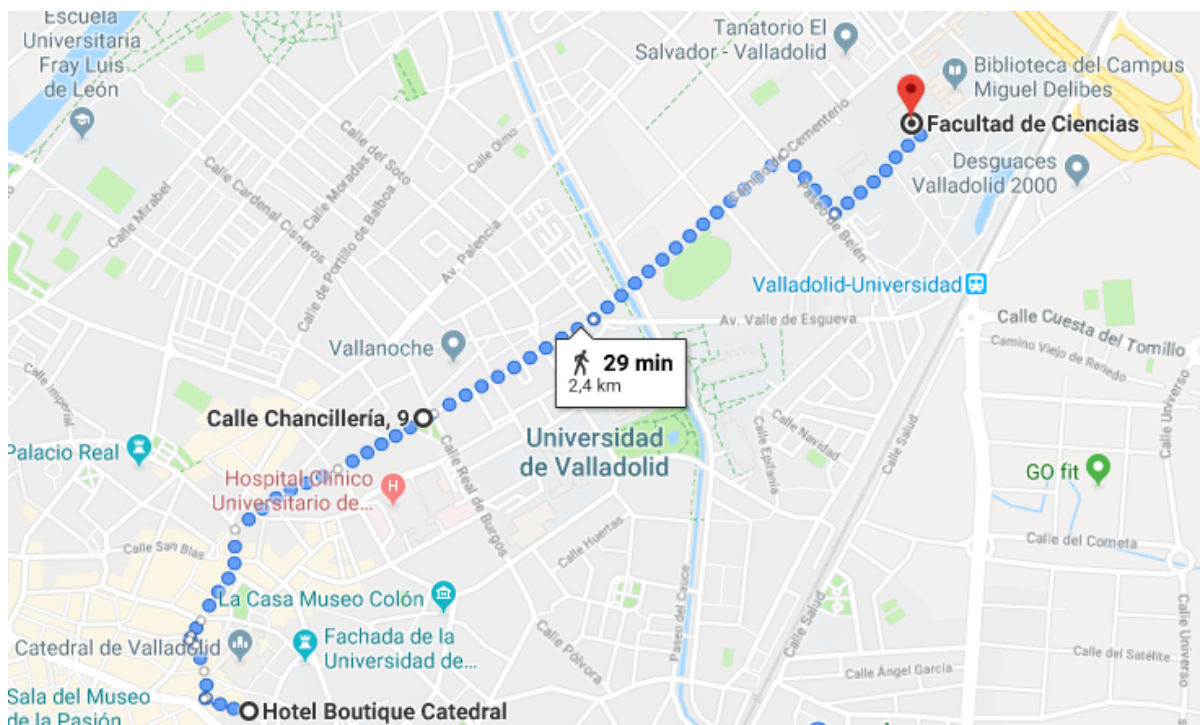 Escuela
Universitaria
Fray Luis
de León
Tanatorio El
Salvador - Valladolid
Biblioteca del Campus
Miguel Delibes
Facultad de Ciencias
Desguaces
Valladolid 2000
Camino del Cementerio
Paseo de Belén
Calle Olmo
Calle del Soto
Calle Moradas
Calle Cardenal Cisneros
Calle de Portillo de Balboa
Calle Mirabel
Av. Palencia
Valladolid-Universidad
Av. Valle de Esgueva
Calle Cuesta del Tomillo
Camino Viejo de Renedo
Vallanoche
29 min
2,4 km
Calle Imperial
Calle Chancillería, 9
Palacio Real
Universidad
de Valladolid
Calle Navidad
Calle Epifanía
Calle Salud
Calle Universo
GO fit
Hospital Clínico
Universitario de...
Calle Real de Burgos
Calle San Blas
Calle Huertas
Calle del Cometa
La Casa Museo Colón
Paseo del Cauce
Calle Salud
Calle Universo
Catedral de Valladolid
Fachada de la
Universidad de...
Calle Pólvora
Calle del Satélite
Calle Ángel García
Sala del Museo
de la Pasión
Hotel Boutique Catedral